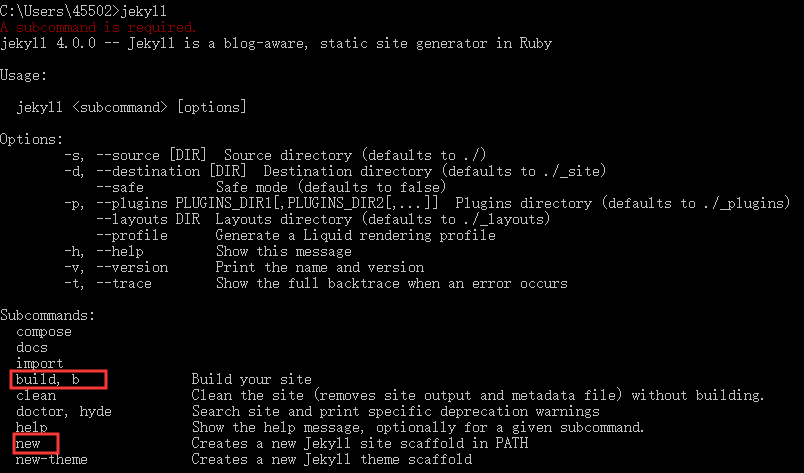 C:\Users\45502>jekyll
A subcommand is required.
jekyll 4.0.0 -- Jekyll is a blog-aware, static site generator in Ruby
Usage:
jekyll <subcommand> [options]
Options:
-s, --source [DIR]  Source directory (defaults to ./)
-d, --destination [DIR]  Destination directory (defaults to ./_site)
--safe         Safe mode (defaults to false)
-p, --plugins PLUGINS_DIR1[,PLUGINS_DIR2[,...]]  Plugins directory (defaults to ./_plugins)
--layouts DIR  Layouts directory (defaults to ./_layouts)
--profile      Generate a Liquid rendering profile
-h, --help         Show this message
-v, --version      Print the name and version
-t, --trace        Show the full backtrace when an error occurs
Subcommands:
compose
docs
import
build, b              Build your site
clean                 Clean the site (removes site output and metadata file) without building.
doctor, hyde          Search site and print specific deprecation warnings
help                  Show the help message, optionally for a given subcommand.
new                   Creates a new Jekyll site scaffold in PATH
new-theme             Creates a new Jekyll theme scaffold